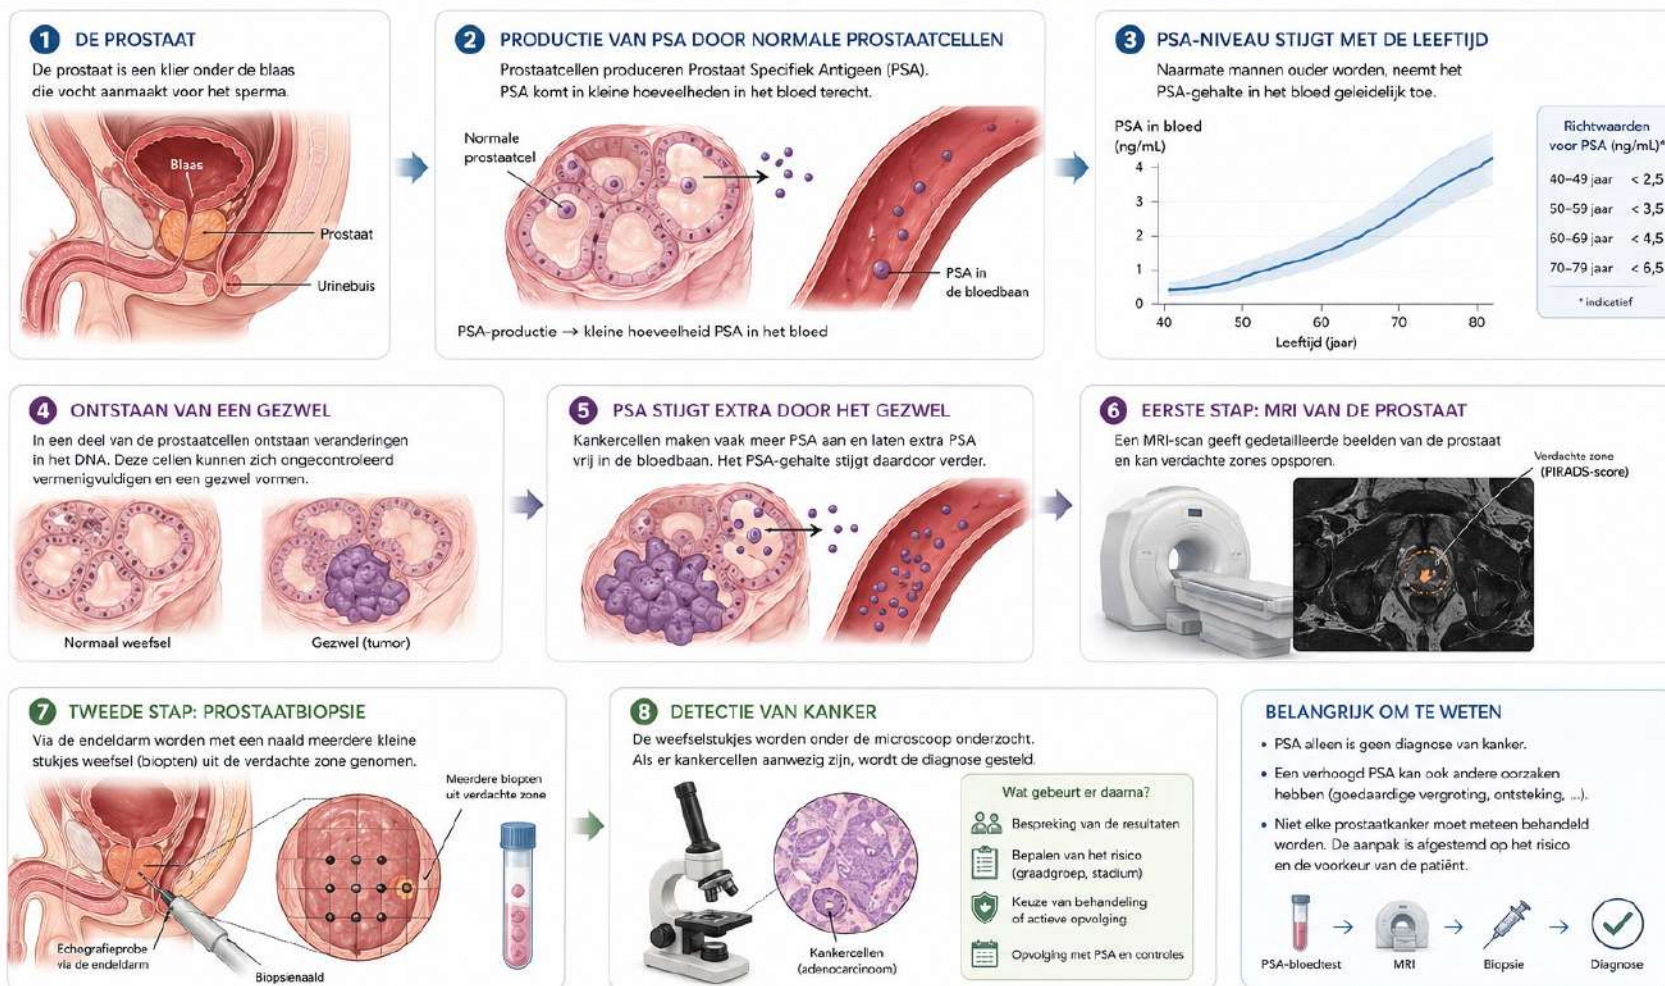 1 DE PROSTAAT
De prostaat is een klier onder de blaas
die vocht aanmaakt voor het sperma.
Blaas
Prostaat
Urinebuis
2 PRODUCTIE VAN PSA DOOR NORMALE PROSTAATCELLEN
Prostaatcellen produceren Prostaat Specifiek Antigeen (PSA).
PSA komt in kleine hoeveelheden in het bloed terecht.
Normale
prostaatcel
PSA in
de bloedbaan
PSA-productie → kleine hoeveelheid PSA in het bloed
3 PSA-NIVEAU STIJGT MET DE LEEFTIJD
Naarmate mannen ouder worden, neemt het
PSA-gehalte in het bloed geleidelijk toe.
PSA in bloed
(ng/mL)
4
3
2
1
0
40 50 60 70 80
Leeftijd (jaar)
Richtwaarden
voor PSA (ng/mL)*
40–49 jaar < 2,5
50–59 jaar < 3,5
60–69 jaar < 4,5
70–79 jaar < 6,5
* indicatief
4 ONTSTAAN VAN EEN GEZWEL
In een deel van de prostaatcellen ontstaan veranderingen
in het DNA. Deze cellen kunnen zich ongecontroleerd
vermenigvuldigen en een gezwel vormen.
Normaal weefsel
Gezwel (tumor)
5 PSA STIJGT EXTRA DOOR HET GEZWEL
Kankercellen maken vaak meer PSA aan en laten extra PSA
vrij in de bloedbaan. Het PSA-gehalte stijgt daardoor verder.
6 EERSTE STAP: MRI VAN DE PROSTAAT
Een MRI-scan geeft gedetailleerde beelden van de prostaat
en kan verdachte zones opsporen.
Verdachte zone
(PIRADS-score)
7 TWEEDE STAP: PROSTAATBIOPSIE
Via de endeldarm worden met een naald meerdere kleine
stukjes weefsel (biopten) uit de verdachte zone genomen.
Meerdere biopten
uit verdachte zone
Echografieprobe
via de endeldarm
Biopsienaald
8 DETECTIE VAN KANKER
De weefselstukjes worden onder de microscoop onderzocht.
Als er kankercellen aanwezig zijn, wordt de diagnose gesteld.
Kankercellen
(adenocarcinoom)
Wat gebeurt er daarna?
Bespreking van de resultaten
Bepalen van het risico
(graadgroep, stadium)
Keuze van behandeling
of actieve opvolging
Opvolging met PSA en controles
BELANGRIJK OM TE WETEN
• PSA alleen is geen diagnose van kanker.
• Een verhoogd PSA kan ook andere oorzaken
hebben (goedaardige vergroting, ontsteking, ...).
• Niet elke prostaatkanker moet meteen behandeld
worden. De aanpak is afgestemd op het risico
en de voorkeur van de patiënt.
PSA-bloedtest → MRI → Biopsie → Diagnose